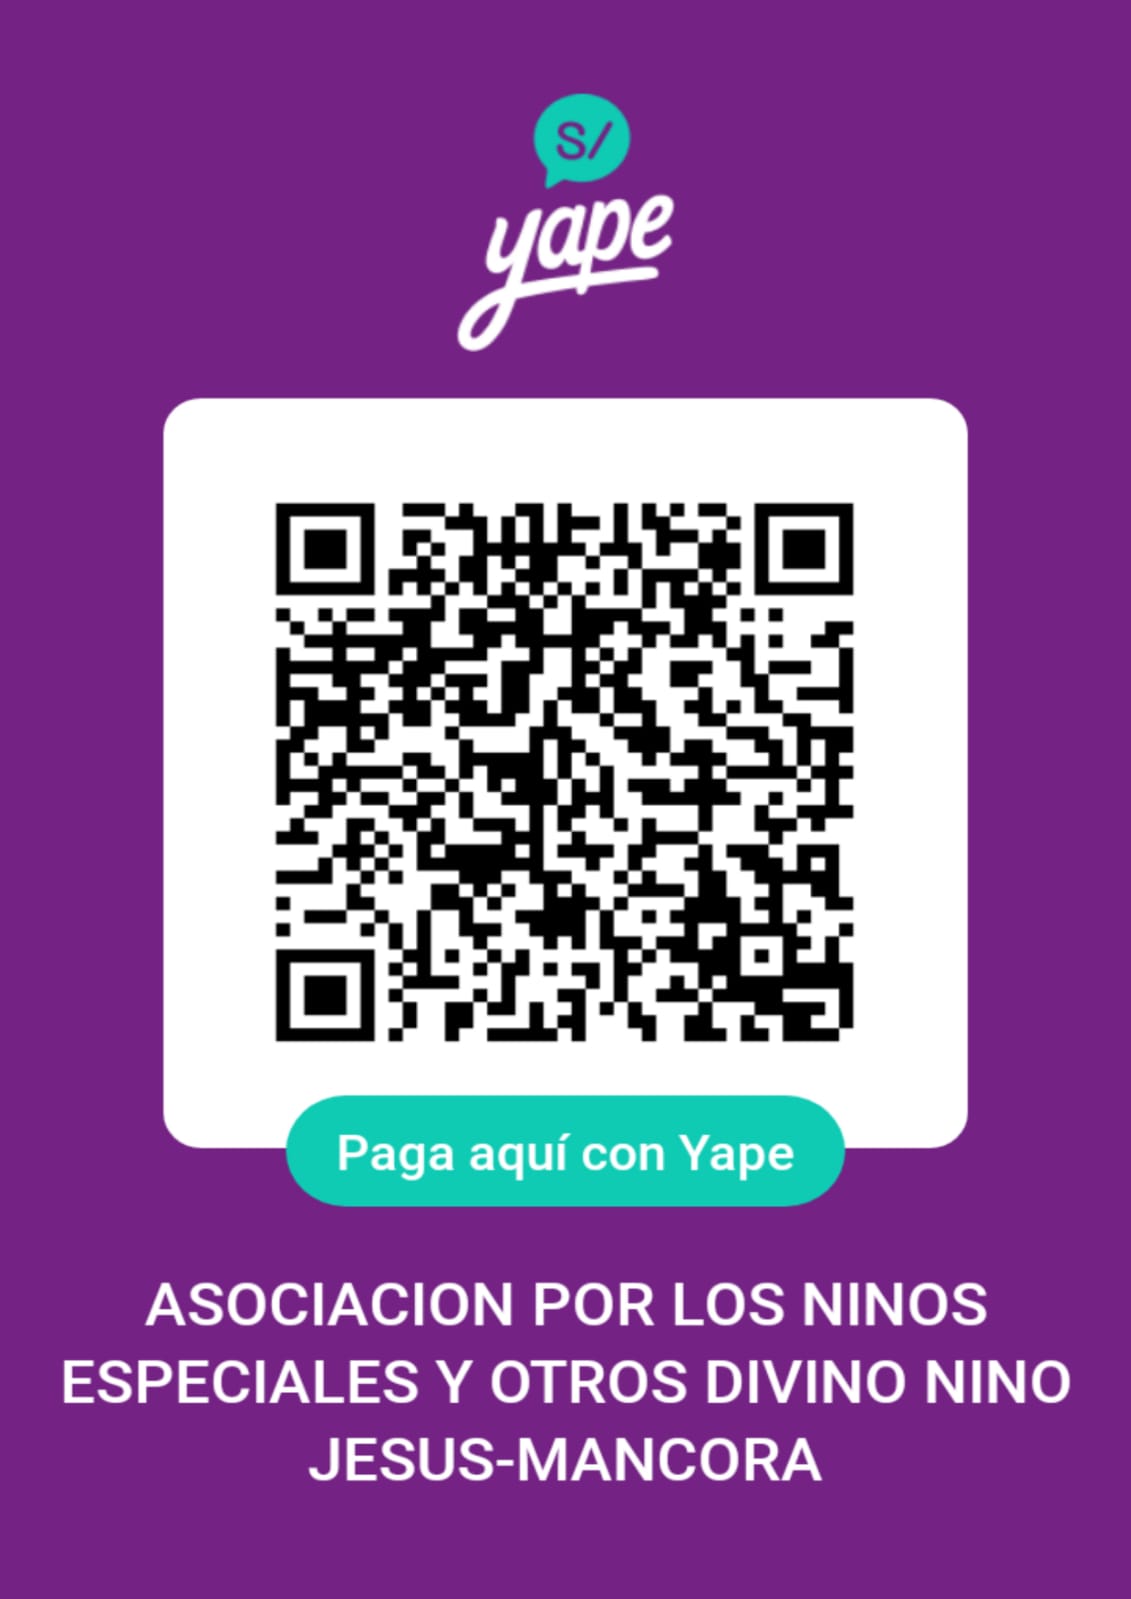 S/
yape
Paga aquí con Yape
ASOCIACION POR LOS NINOS
ESPECIALES Y OTROS DIVINO NINO
JESUS-MANCORA